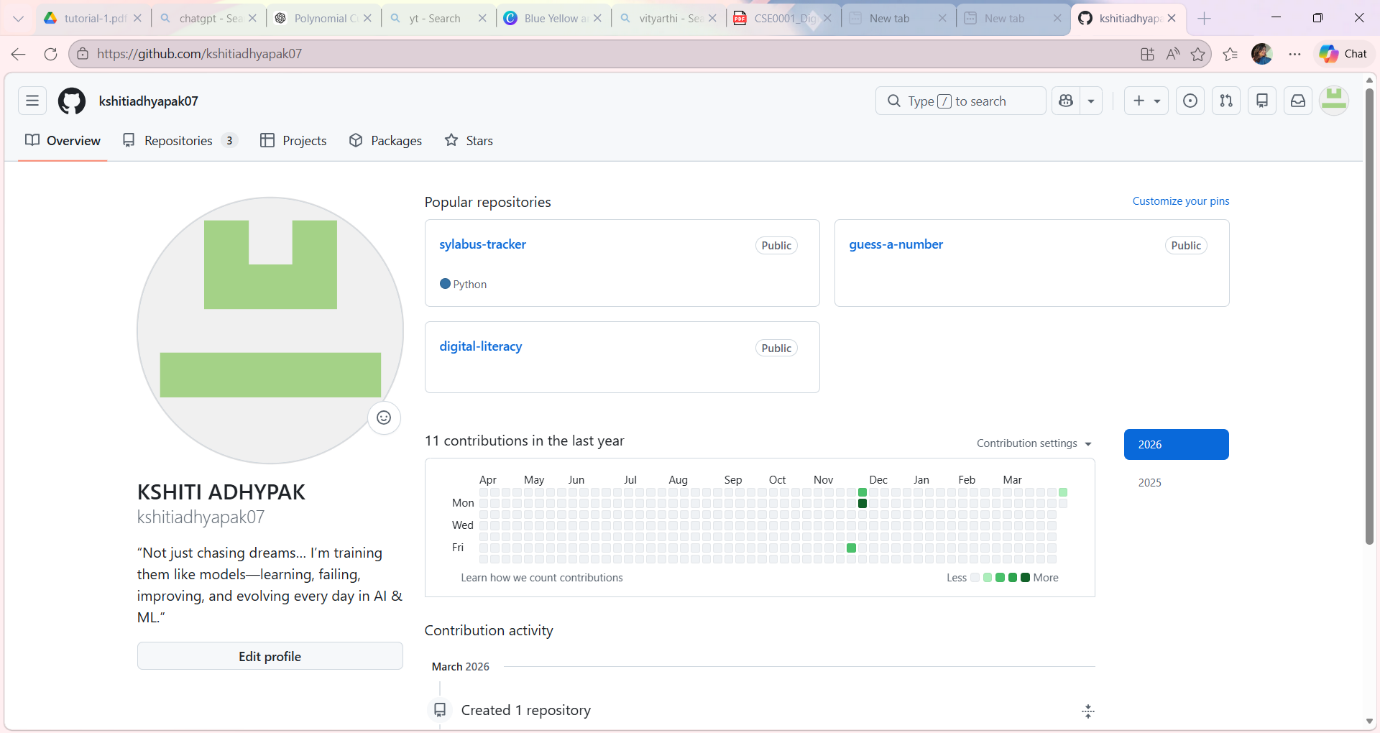 tutorial-1.pdf
chatgpt - Sea
Polynomial C
yt - Search
Blue Yellow a
vityarthi - Sea
CSE0001_Dig
New tab
New tab
kshitiadhyapa
https://github.com/kshitiadhyapak07
Chat
kshitiadhyapak07
Type / to search
Overview
Repositories 3
Projects
Packages
Stars
Popular repositories
Customize your pins
sylabus-tracker Public
Python
guess-a-number Public
digital-literacy Public
KSHITI ADHYPAK
kshitiadhyapak07
“Not just chasing dreams... I’m training
them like models—learning, failing,
improving, and evolving every day in AI &
ML.”
Edit profile
11 contributions in the last year
Contribution settings
2026
2025
Apr May Jun Jul Aug Sep Oct Nov Dec Jan Feb Mar
Mon
Wed
Fri
Learn how we count contributions
Less More
Contribution activity
March 2026
Created 1 repository